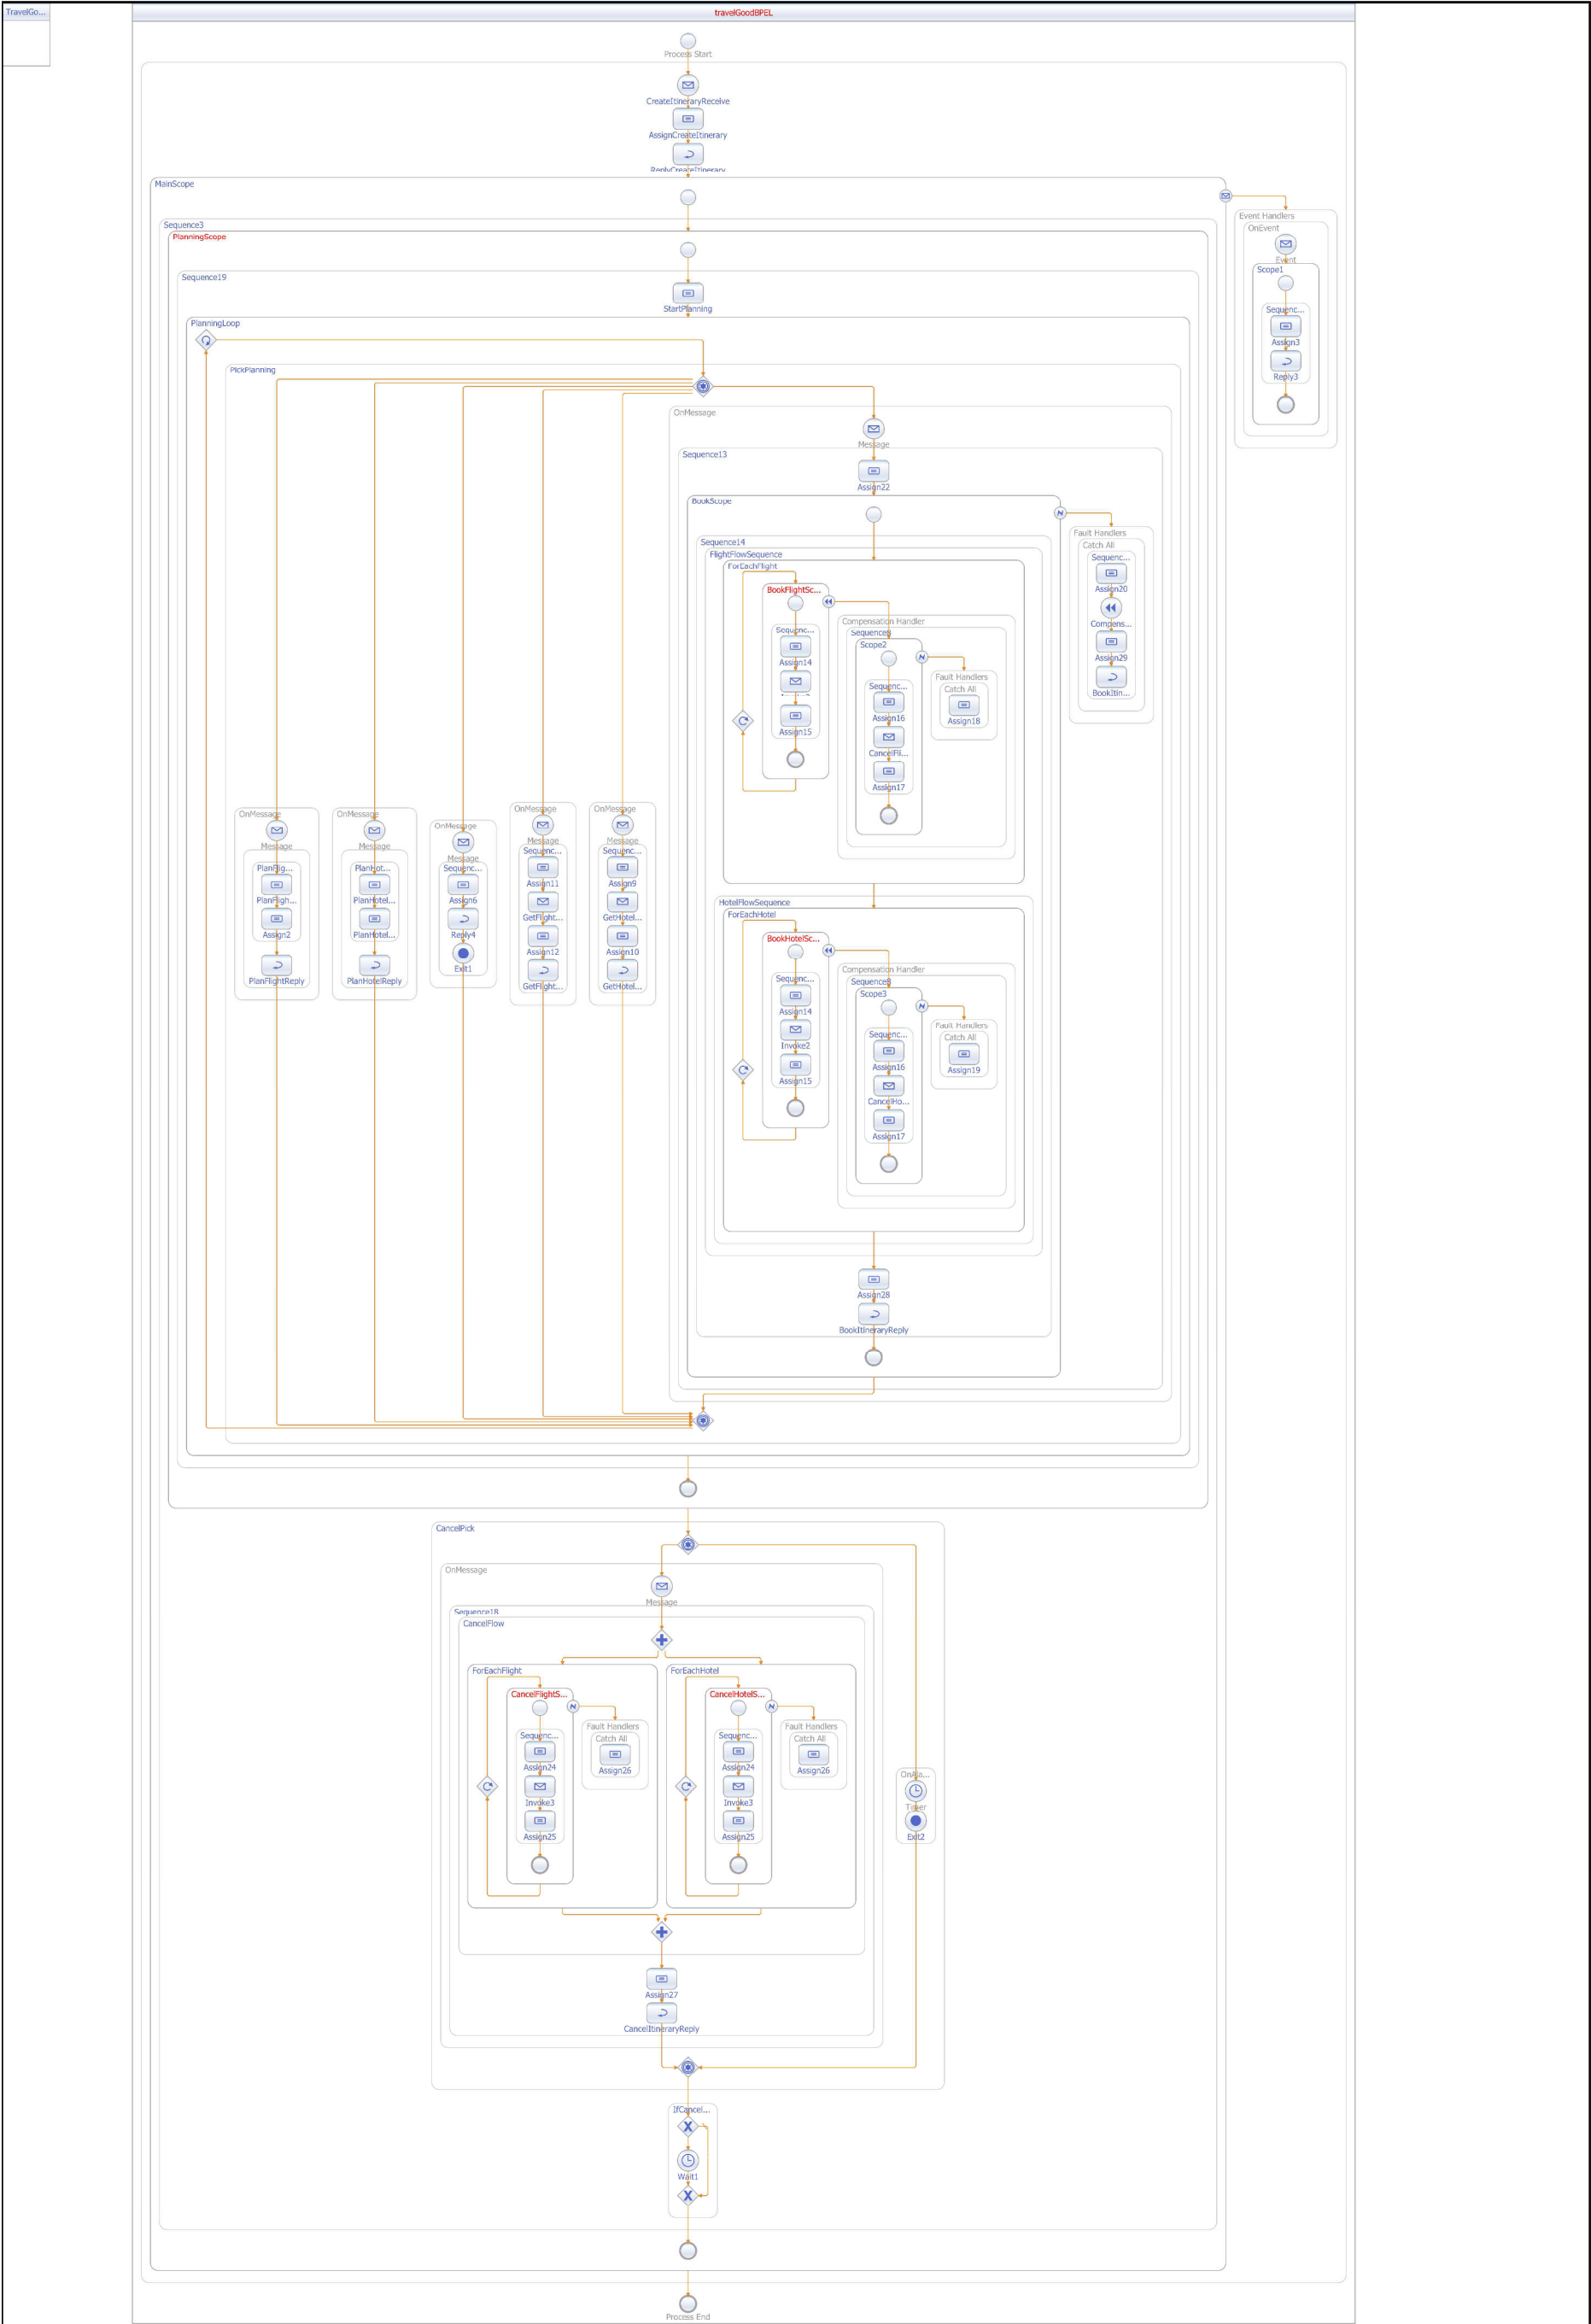 TravelGo...
travelGoodBPEL
Process Start
CreateItineraryReceive
AssignCreateItinerary
ReplyCreateItinerary
MainScope
Event Handlers
OnEvent
Event
Scope1
Sequenc...
Assign3
Reply3
Sequence3
PlanningScope
Sequence19
StartPlanning
PlanningLoop
PickPlanning
OnMessage
Message
PlanFlig...
PlanFligh...
Assign2
PlanFlightReply
OnMessage
Message
PlanHot...
PlanHotel...
PlanHotel...
PlanHotelReply
OnMessage
Message
Sequenc...
Assign6
Reply4
Exit1
OnMessage
Message
Sequenc...
Assign11
GetFlight...
Assign12
GetFlight...
OnMessage
Message
Sequenc...
Assign9
GetHotel...
Assign10
GetHotel...
OnMessage
Message
Sequence13
Assign22
BookScope
Sequence14
FlightFlowSequence
ForEachFlight
BookFlightSc...
Sequenc...
Assign14
Assign15
Compensation Handler
Scope2
Sequenc...
Assign16
CancelFli...
Assign17
Fault Handlers
Catch All
Assign18
Fault Handlers
Catch All
Sequenc...
Assign20
Compens...
Assign29
BookItin...
HotelFlowSequence
ForEachHotel
BookHotelSc...
Sequenc...
Assign14
Invoke2
Assign15
Compensation Handler
Scope3
Sequenc...
Assign16
CancelHo...
Assign17
Fault Handlers
Catch All
Assign19
Assign28
BookItineraryReply
CancelPick
OnMessage
Message
Sequence18
CancelFlow
ForEachFlight
CancelFlightS...
Sequenc...
Assign24
Invoke3
Assign25
Fault Handlers
Catch All
Assign26
ForEachHotel
CancelHotelS...
Sequenc...
Assign24
Invoke3
Assign25
Fault Handlers
Catch All
Assign26
OnAla...
Timer
Exit2
Assign27
CancelItineraryReply
IfCancel...
Wait1
Process End